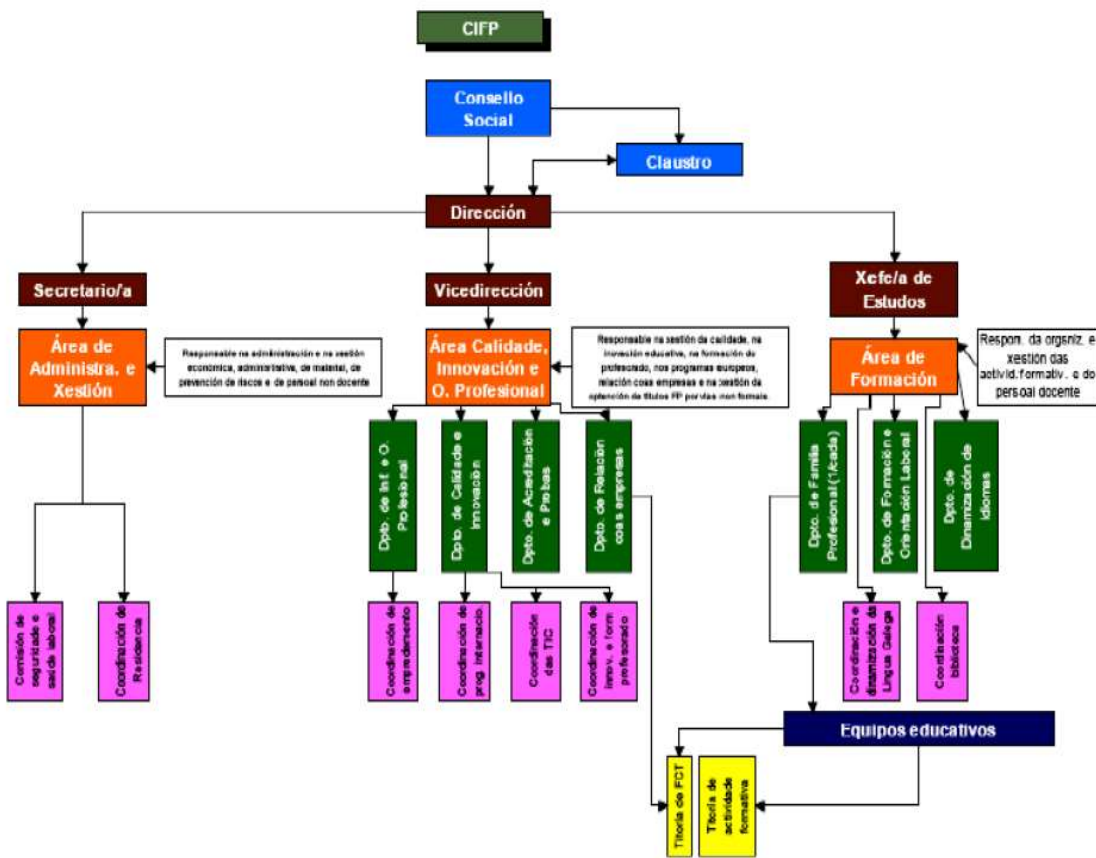 CIFP
Consello
Social
Claustro
Dirección
Secretario/a
Vicedirección
Xefe/a de
Estudos
Área de
Administra. e
Xestión
Responsable na administración e na xestión
económica, administrativa, de material, de
prevención de riscos e de persoal non docente
Área Calidade,
Innovación e
O. Profesional
Responsable na xestión da calidade, na
inovación educativa, na formación do
profesorado, nos programas europeos,
relación coas empresas e na xestión da
optención de títulos FP por vías non formais.
Área de
Formación
Respon. da orgsniz. e
xestión das
activid.formativ. e do
persoal docente
Dpto. de Inf. e O.
Profesional
Dpto. de Calidade e
Innovación
Dpto. de Acreditación
e Probas
Dpto. de Relación
coas empresas
Dpto. de Familia
Profesional (1/cada)
Dpto. de Formación e
Orientación Laboral
Dpto. de
Dinamización de
Idiomas
Comisión de
seguridade e
saúde laboral
Coordinación de
Residencia
Coordinación de
emprendemento
Coordinación de
prog. Internacio.
Coordinación
das TIC
Coordinación de
innov. e form
profesorado
Coordinación e
dinamización da
Lingua Galega
Coordinación
biblioteca
Equipos educativos
Titoría de FCT
Titoría de
actividade
formativa